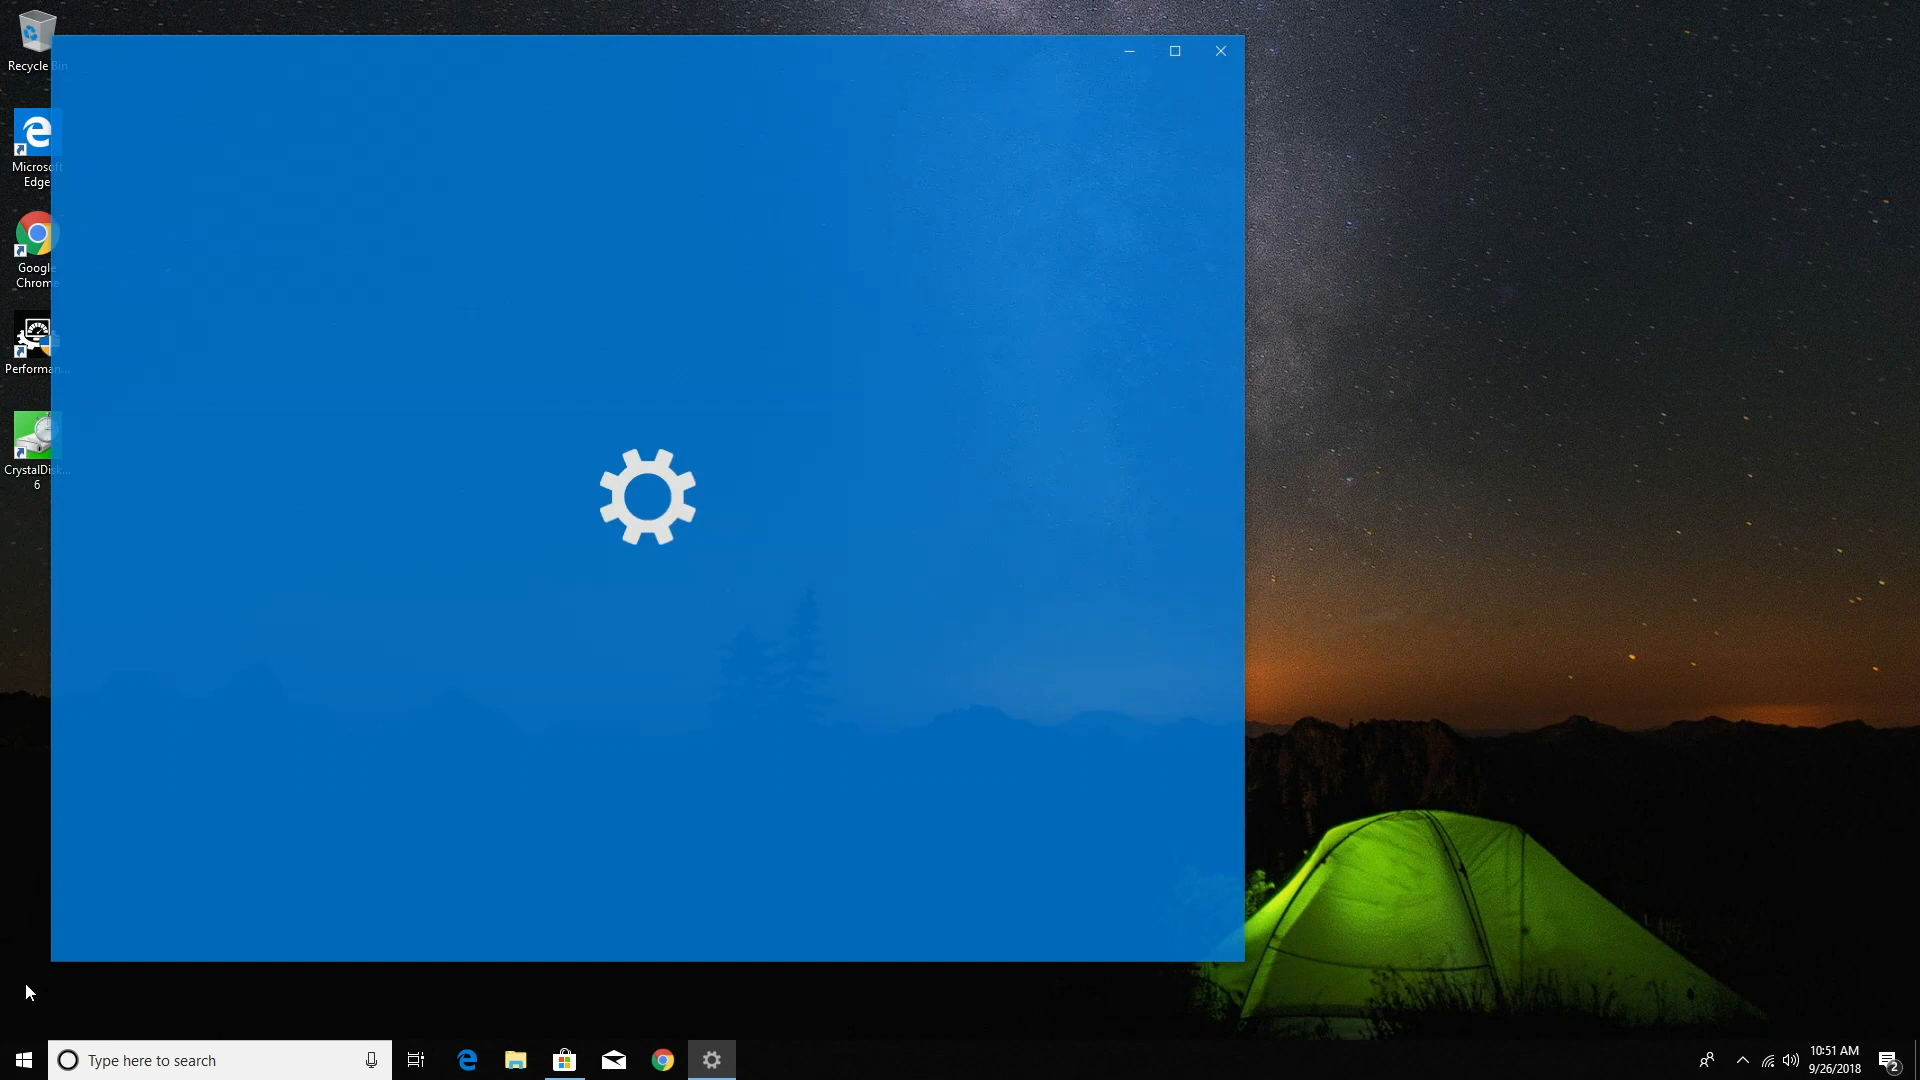 Recycle Bin
Microsoft
Edge
Google
Chrome
Performan...
CrystalDisk...
6
Type here to search
10:51 AM
9/26/2018
2